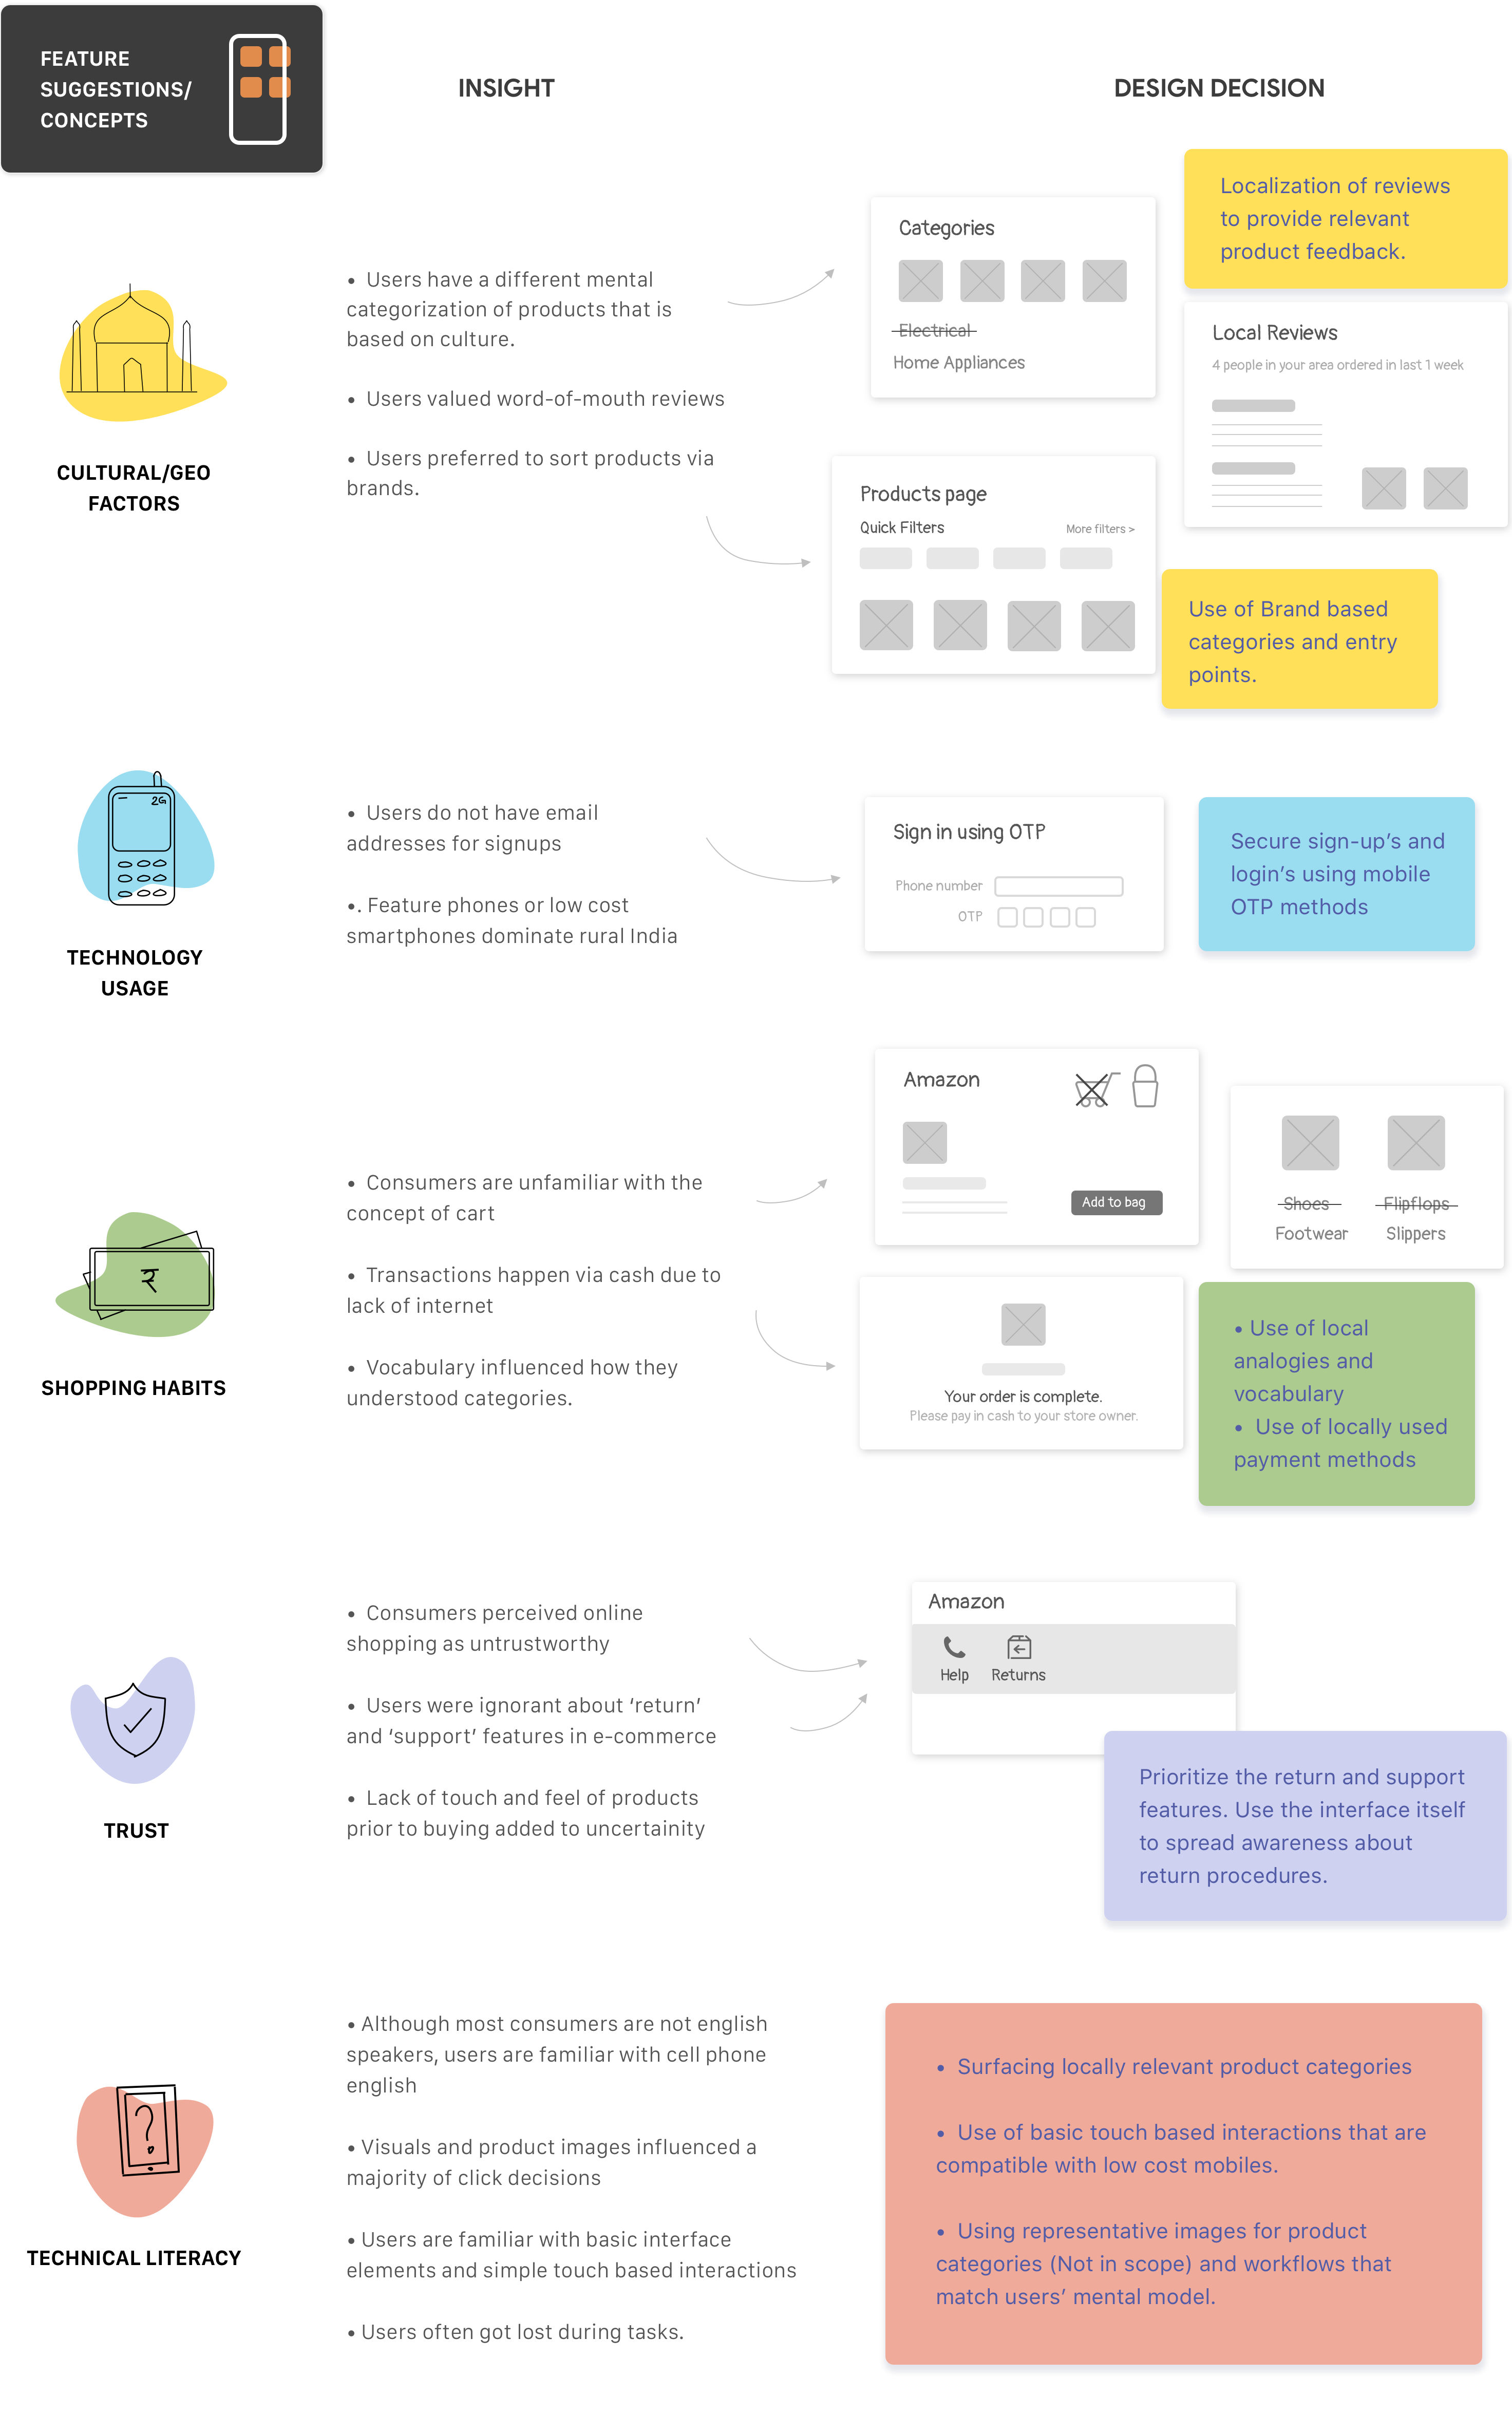 FEATURE
SUGGESTIONS/
CONCEPTS
INSIGHT
DESIGN DECISION
CULTURAL/GEO
FACTORS
• Users have a different mental
categorization of products that is
based on culture.
• Users valued word-of-mouth reviews
• Users preferred to sort products via
brands.
Categories
Electrical
Home Appliances
Localization of reviews
to provide relevant
product feedback.
Local Reviews
4 people in your area ordered in last 1 week
Products page
Quick Filters
More filters >
Use of Brand based
categories and entry
points.
2G
TECHNOLOGY
USAGE
• Users do not have email
addresses for signups
•. Feature phones or low cost
smartphones dominate rural India
Sign in using OTP
Phone number
OTP
Secure sign-up’s and
login’s using mobile
OTP methods
₹
SHOPPING HABITS
• Consumers are unfamiliar with the
concept of cart
• Transactions happen via cash due to
lack of internet
• Vocabulary influenced how they
understood categories.
Amazon
Add to bag
Shoes
Flipflops
Footwear
Slippers
Your order is complete.
Please pay in cash to your store owner.
• Use of local
analogies and
vocabulary
• Use of locally used
payment methods
TRUST
• Consumers perceived online
shopping as untrustworthy
• Users were ignorant about ‘return’
and ‘support’ features in e-commerce
• Lack of touch and feel of products
prior to buying added to uncertainity
Amazon
Help
Returns
Prioritize the return and support
features. Use the interface itself
to spread awareness about
return procedures.
?
TECHNICAL LITERACY
• Although most consumers are not english
speakers, users are familiar with cell phone
english
• Visuals and product images influenced a
majority of click decisions
• Users are familiar with basic interface
elements and simple touch based interactions
• Users often got lost during tasks.
• Surfacing locally relevant product categories
• Use of basic touch based interactions that are
compatible with low cost mobiles.
• Using representative images for product
categories (Not in scope) and workflows that
match users’ mental model.